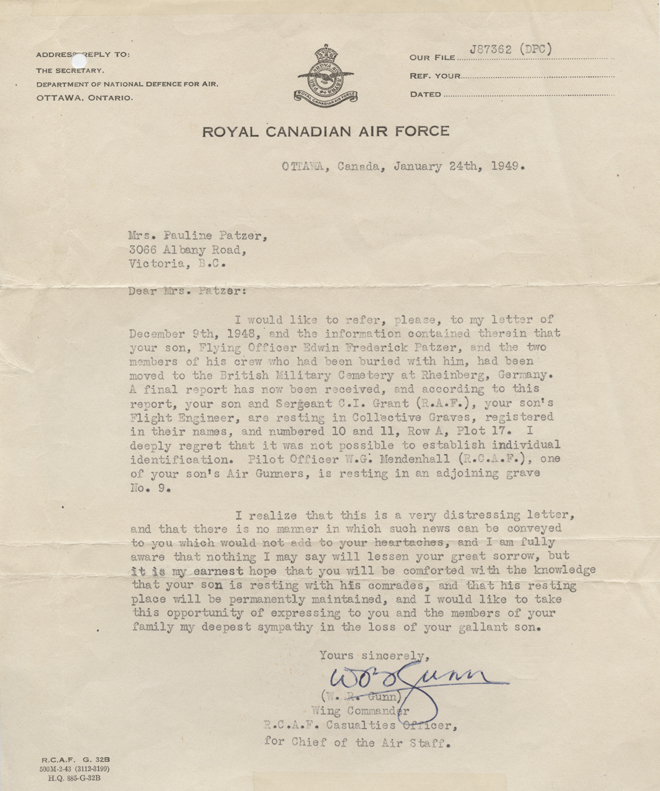 ADDRESS REPLY TO:
THE SECRETARY,
DEPARTMENT OF NATIONAL DEFENCE FOR AIR,
OTTAWA, ONTARIO.
OUR FILE J87362 (DPC)
REF. YOUR
DATED
ROYAL CANADIAN AIR FORCE
ROYAL CANADIAN AIR FORCE
OTTAWA, Canada, January 24th, 1949.
Mrs. Pauline Patzer,
3066 Albany Road,
Victoria, B.C.
Dear Mrs. Patzer:
I would like to refer, please, to my letter of
December 9th, 1948, and the information contained therein that
your son, Flying Officer Edwin Frederick Patzer, and the two
members of his crew who had been buried with him, had been
moved to the British Military Cemetery at Rheinberg, Germany.
A final report has now been received, and according to this
report, your son and Sergeant C.I. Grant (R.A.F.), your son's
Flight Engineer, are resting in Collective Graves, registered
in their names, and numbered 10 and 11, Row A, Plot 17. I
deeply regret that it was not possible to establish individual
identification. Pilot Officer W.G. Mendenhall (R.C.A.F.), one
of your son's Air Gunners, is resting in an adjoining grave
No. 9.
I realize that this is a very distressing letter,
and that there is no manner in which such news can be conveyed
to you which would not add to your heartaches, and I am fully
aware that nothing I may say will lessen your great sorrow, but
it is my earnest hope that you will be comforted with the knowledge
that your son is resting with his comrades, and that his resting
place will be permanently maintained, and I would like to take
this opportunity of expressing to you and the members of your
family my deepest sympathy in the loss of your gallant son.
Yours sincerely,
(W. R. Gunn)
Wing Commander
R.C.A.F. Casualties Officer,
for Chief of the Air Staff.
R.C.A.F. G. 32B
500M-2-43 (3112-3199)
H.Q. 885-G-32B